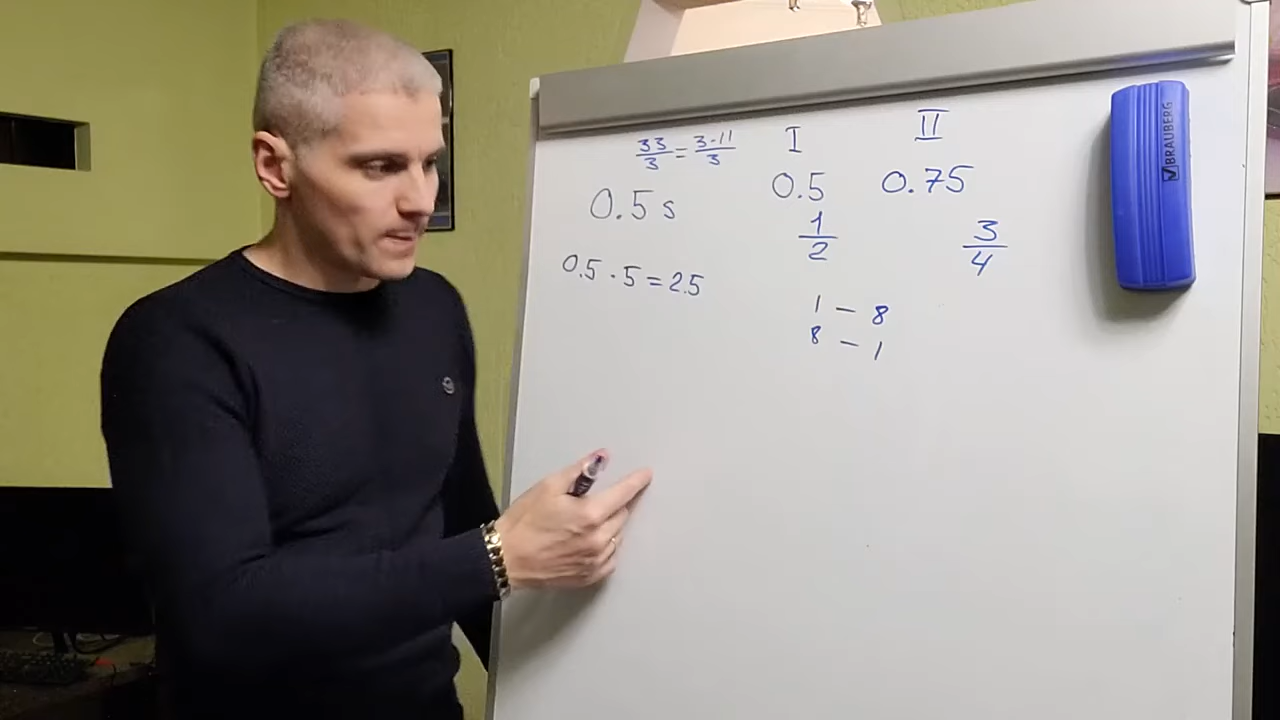 33/3 = 3·11/3
I II
0.5 s 0.5 0.75
1/2 3/4
0.5 · 5 = 2.5
1 – 8
8 – 1
BRAUBERG